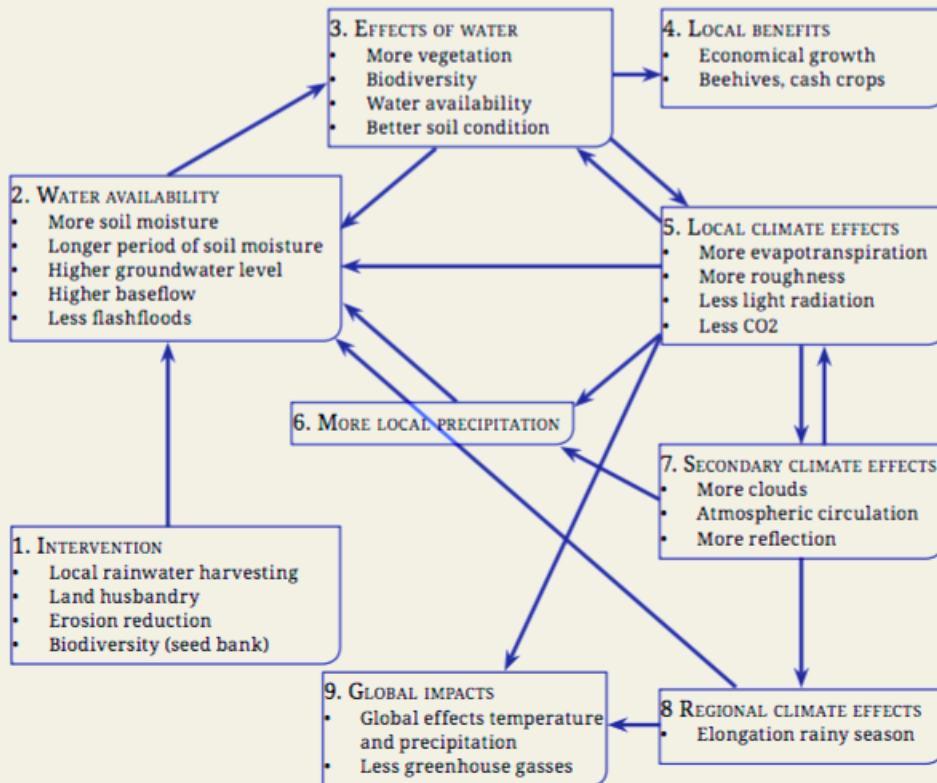 3. EFFECTS OF WATER
• More vegetation
• Biodiversity
• Water availability
• Better soil condition
4. LOCAL BENEFITS
• Economical growth
• Beehives, cash crops
2. WATER AVAILABILITY
• More soil moisture
• Longer period of soil moisture
• Higher groundwater level
• Higher baseflow
• Less flashfloods
5. LOCAL CLIMATE EFFECTS
• More evapotranspiration
• More roughness
• Less light radiation
• Less CO2
6. MORE LOCAL PRECIPITATION
7. SECONDARY CLIMATE EFFECTS
• More clouds
• Atmospheric circulation
• More reflection
1. INTERVENTION
• Local rainwater harvesting
• Land husbandry
• Erosion reduction
• Biodiversity (seed bank)
9. GLOBAL IMPACTS
• Global effects temperature
and precipitation
• Less greenhouse gasses
8 REGIONAL CLIMATE EFFECTS
• Elongation rainy season